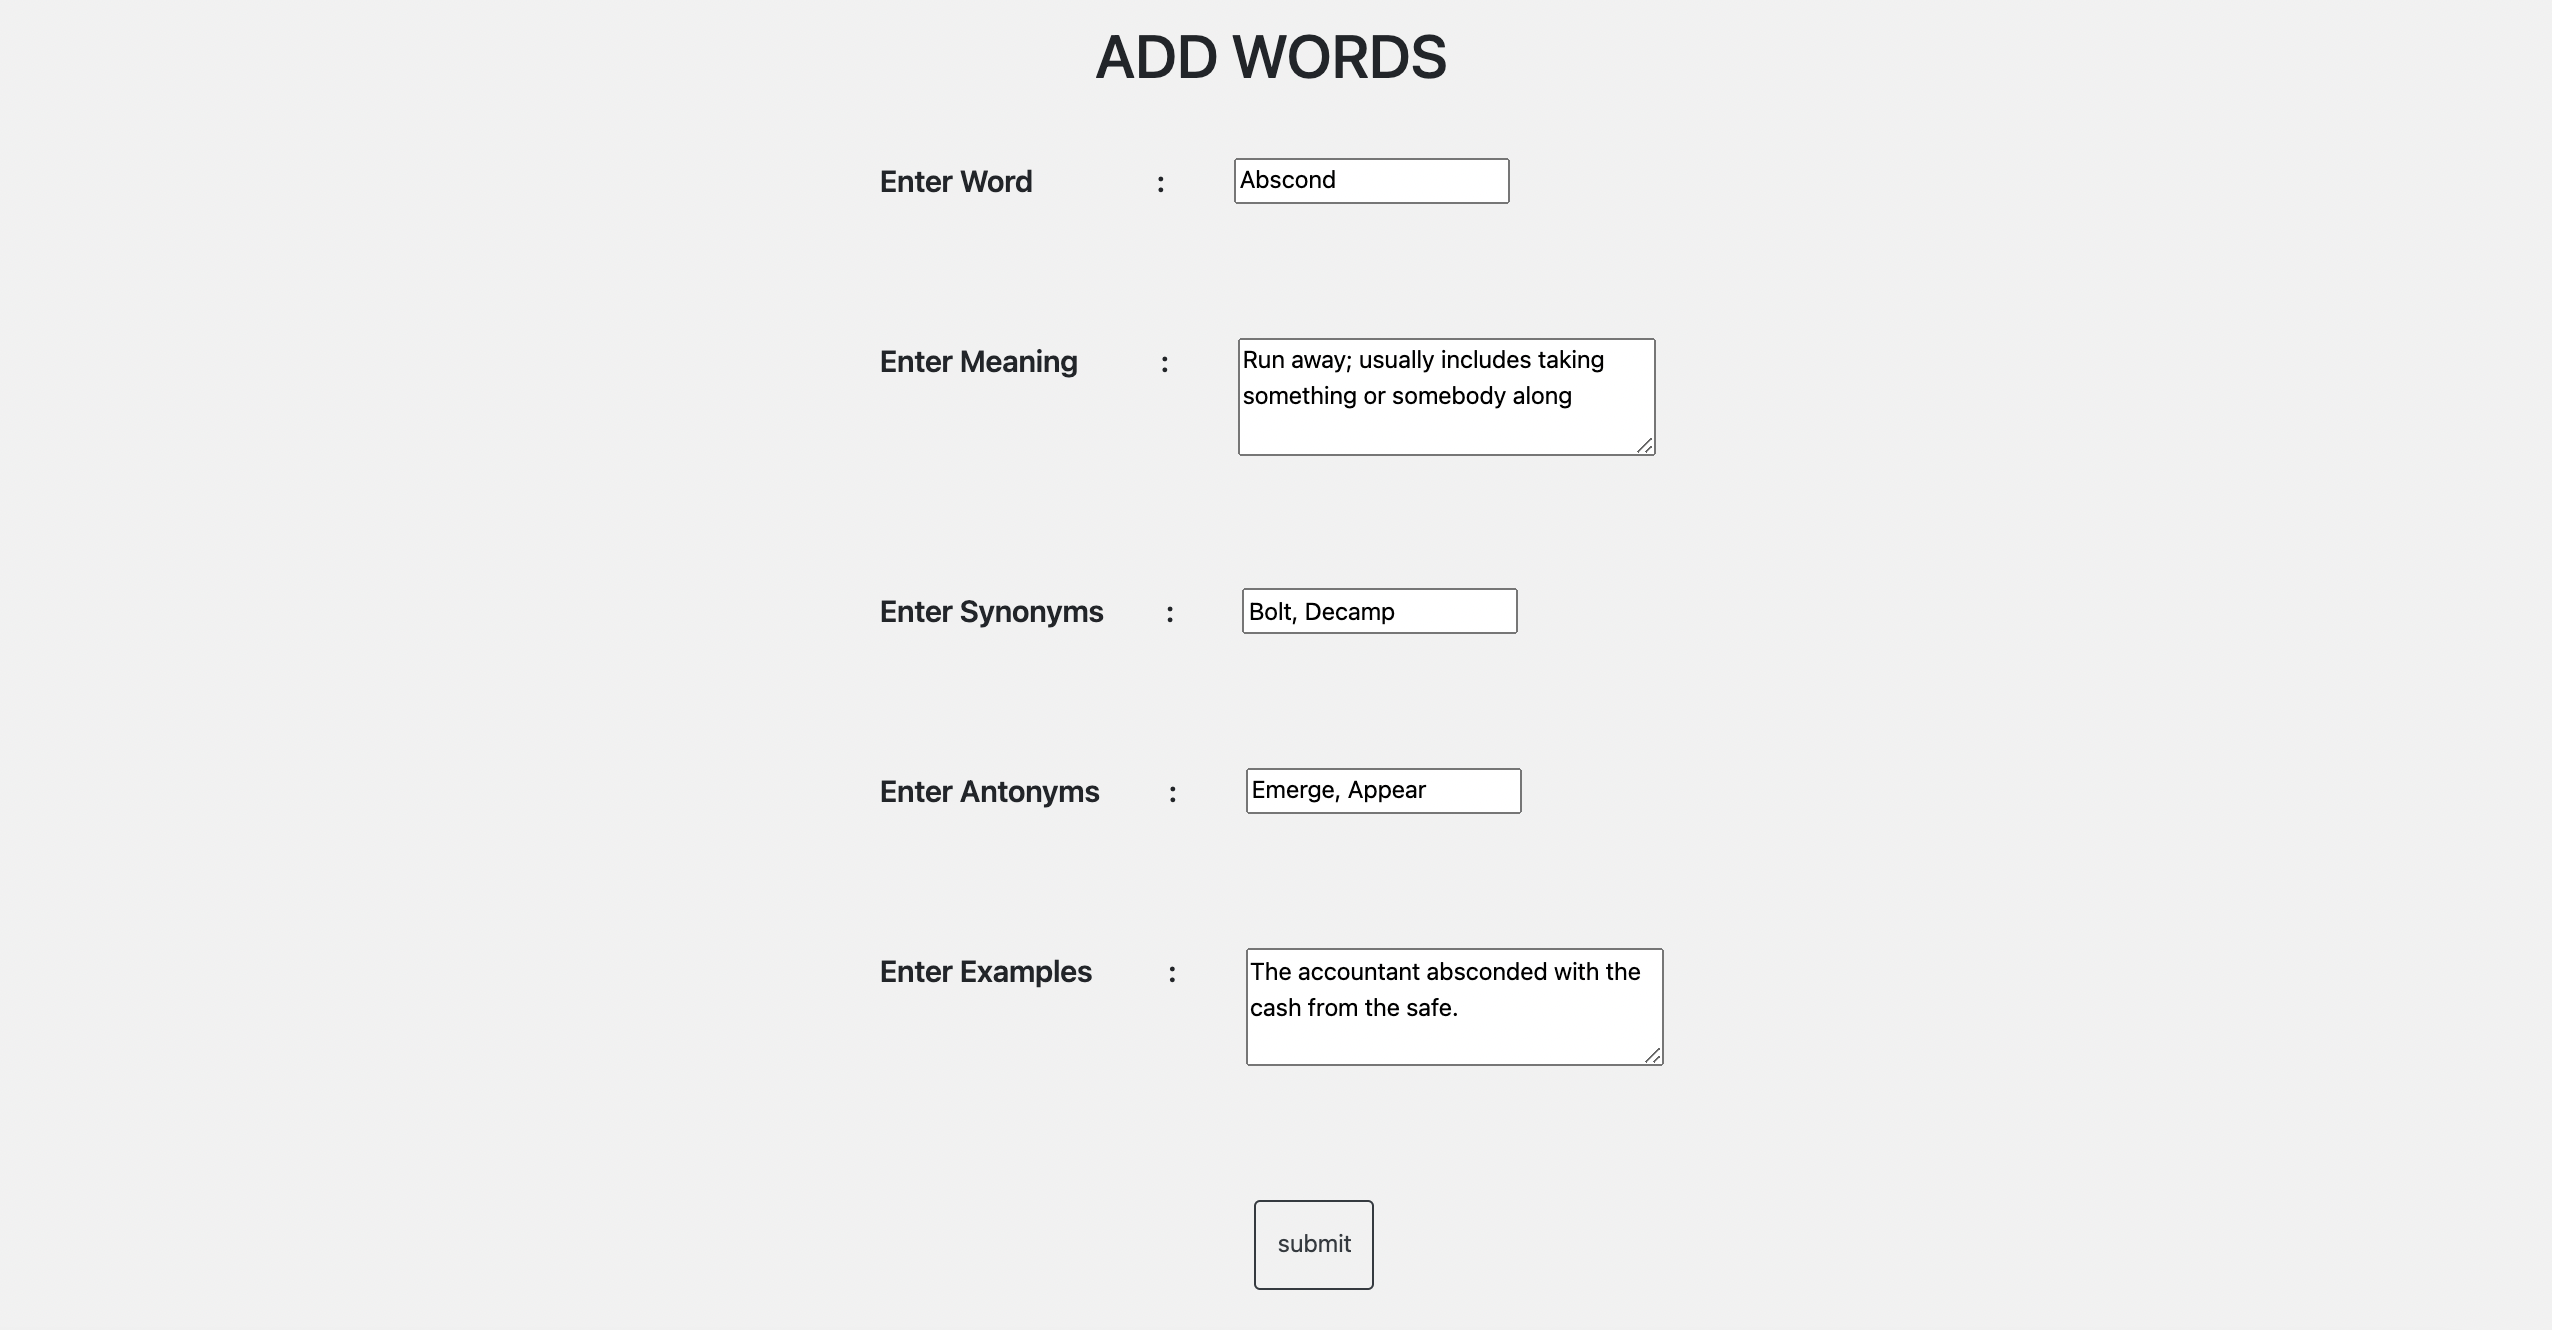 ADD WORDS
Enter Word : Abscond
Enter Meaning : Run away; usually includes taking
something or somebody along
Enter Synonyms : Bolt, Decamp
Enter Antonyms : Emerge, Appear
Enter Examples : The accountant absconded with the
cash from the safe.
submit